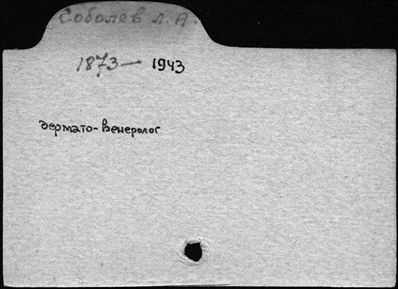 Соболев Л. А.
1873 — 1943
дермато-венеролог